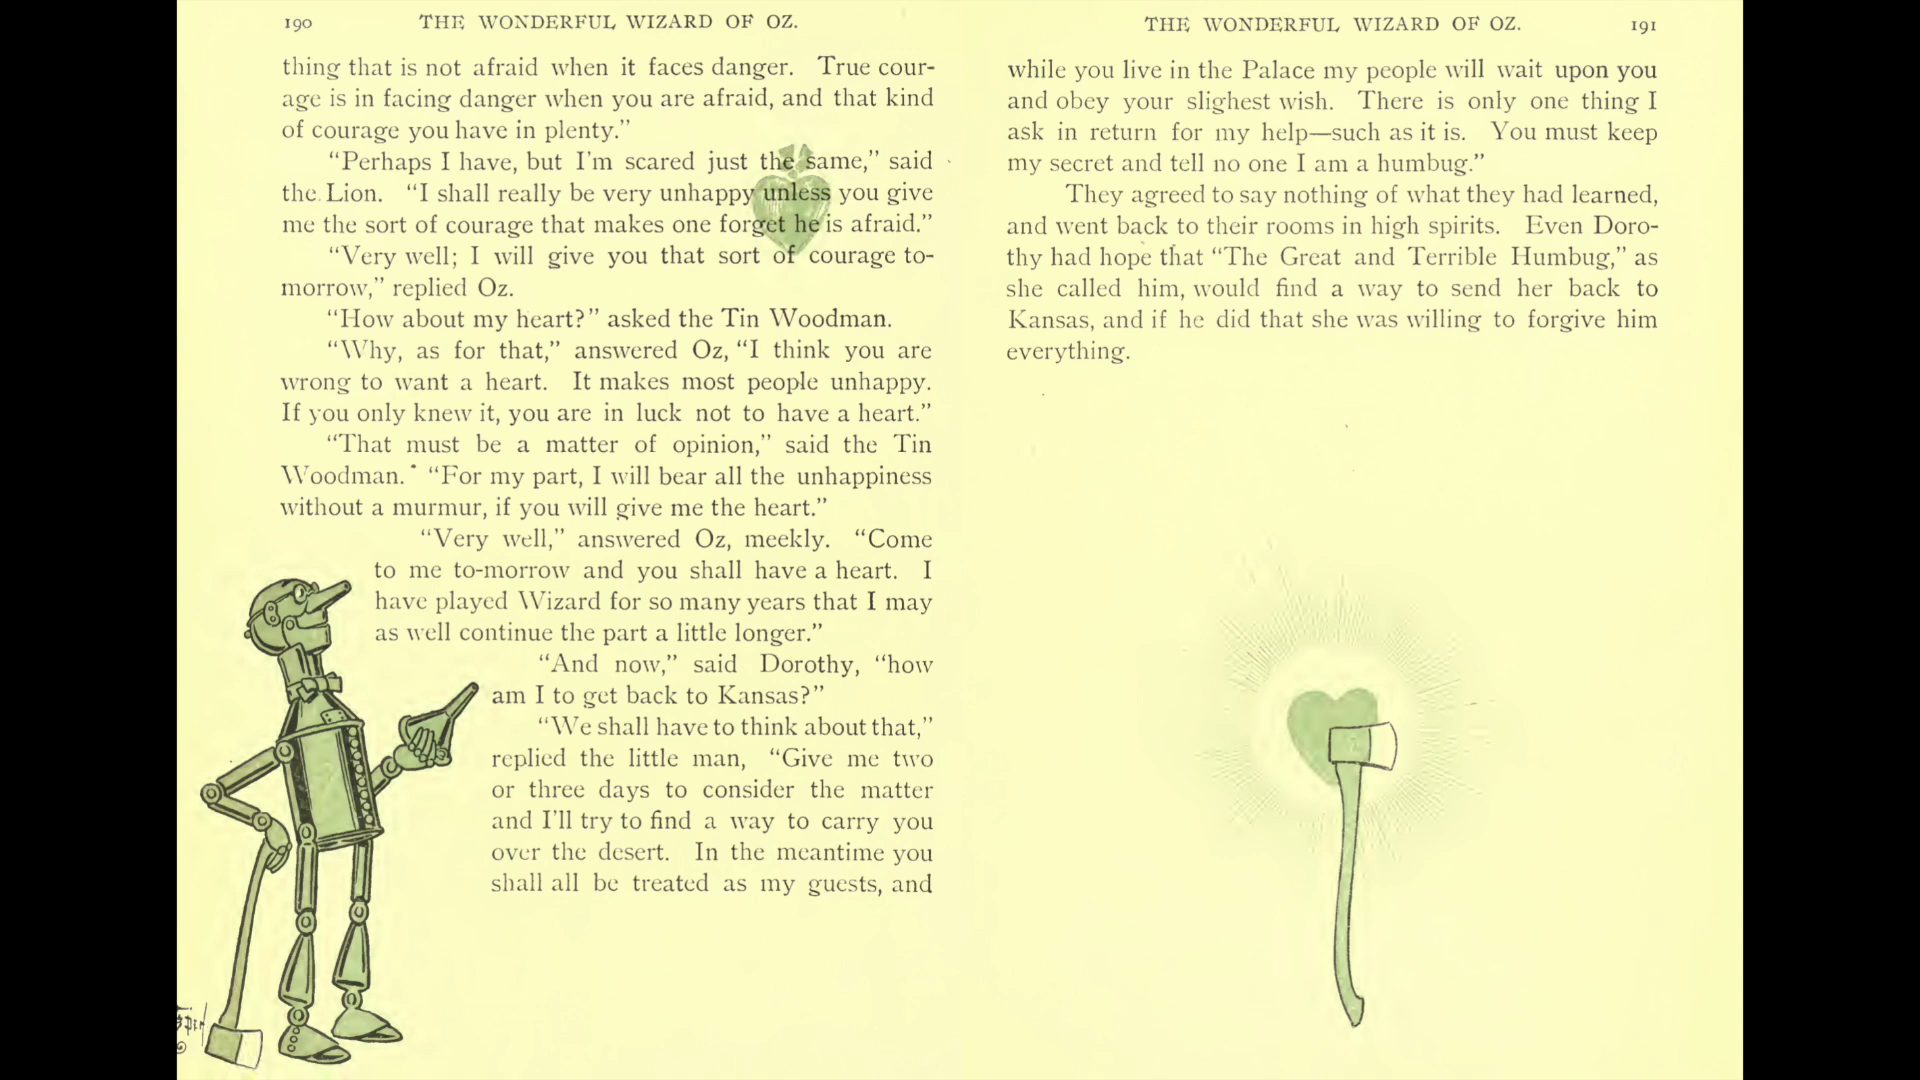 190 THE WONDERFUL WIZARD OF OZ.
thing that is not afraid when it faces danger. True cour-
age is in facing danger when you are afraid, and that kind
of courage you have in plenty.”
“Perhaps I have, but I'm scared just the same,” said
the Lion. “I shall really be very unhappy unless you give
me the sort of courage that makes one forget he is afraid.”
“Very well; I will give you that sort of courage to-
morrow,” replied Oz.
“How about my heart?” asked the Tin Woodman.
“Why, as for that,” answered Oz, “I think you are
wrong to want a heart. It makes most people unhappy.
If you only knew it, you are in luck not to have a heart.”
“That must be a matter of opinion,” said the Tin
Woodman. “For my part, I will bear all the unhappiness
without a murmur, if you will give me the heart.”
“Very well,” answered Oz, meekly. “Come
to me to-morrow and you shall have a heart. I
have played Wizard for so many years that I may
as well continue the part a little longer.”
“And now,” said Dorothy, “how
am I to get back to Kansas?”
“We shall have to think about that,”
replied the little man, “Give me two
or three days to consider the matter
and I'll try to find a way to carry you
over the desert. In the meantime you
shall all be treated as my guests, and
THE WONDERFUL WIZARD OF OZ. 191
while you live in the Palace my people will wait upon you
and obey your slighest wish. There is only one thing I
ask in return for my help—such as it is. You must keep
my secret and tell no one I am a humbug.”
They agreed to say nothing of what they had learned,
and went back to their rooms in high spirits. Even Doro-
thy had hope that “The Great and Terrible Humbug,” as
she called him, would find a way to send her back to
Kansas, and if he did that she was willing to forgive him
everything.